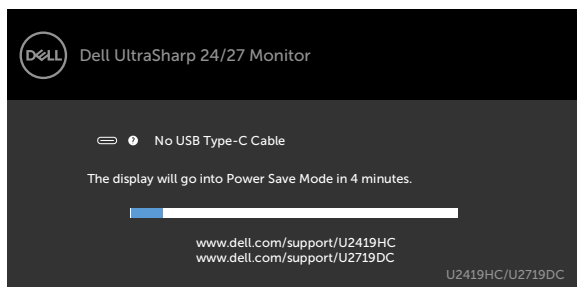 DELL
Dell UltraSharp 24/27 Monitor
? No USB Type-C Cable
The display will go into Power Save Mode in 4 minutes.
www.dell.com/support/U2419HC
www.dell.com/support/U2719DC
U2419HC/U2719DC